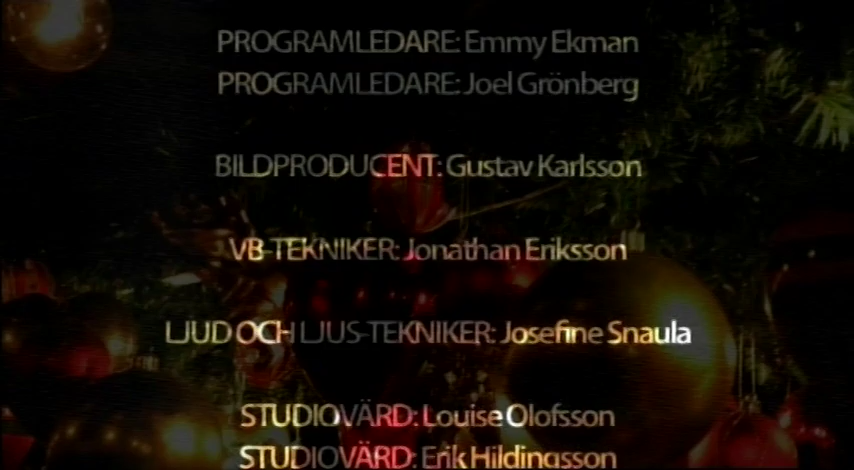 PROGRAMLEDARE: Emmy Ekman
PROGRAMLEDARE: Joel Grönberg
BILDPRODUCENT: Gustav Karlsson
VB-TEKNIKER: Jonathan Eriksson
LJUD OCH LJUS-TEKNIKER: Josefine Snaula
STUDIOVÄRD: Louise Olofsson
STUDIOVÄRD: Erik Hildingsson